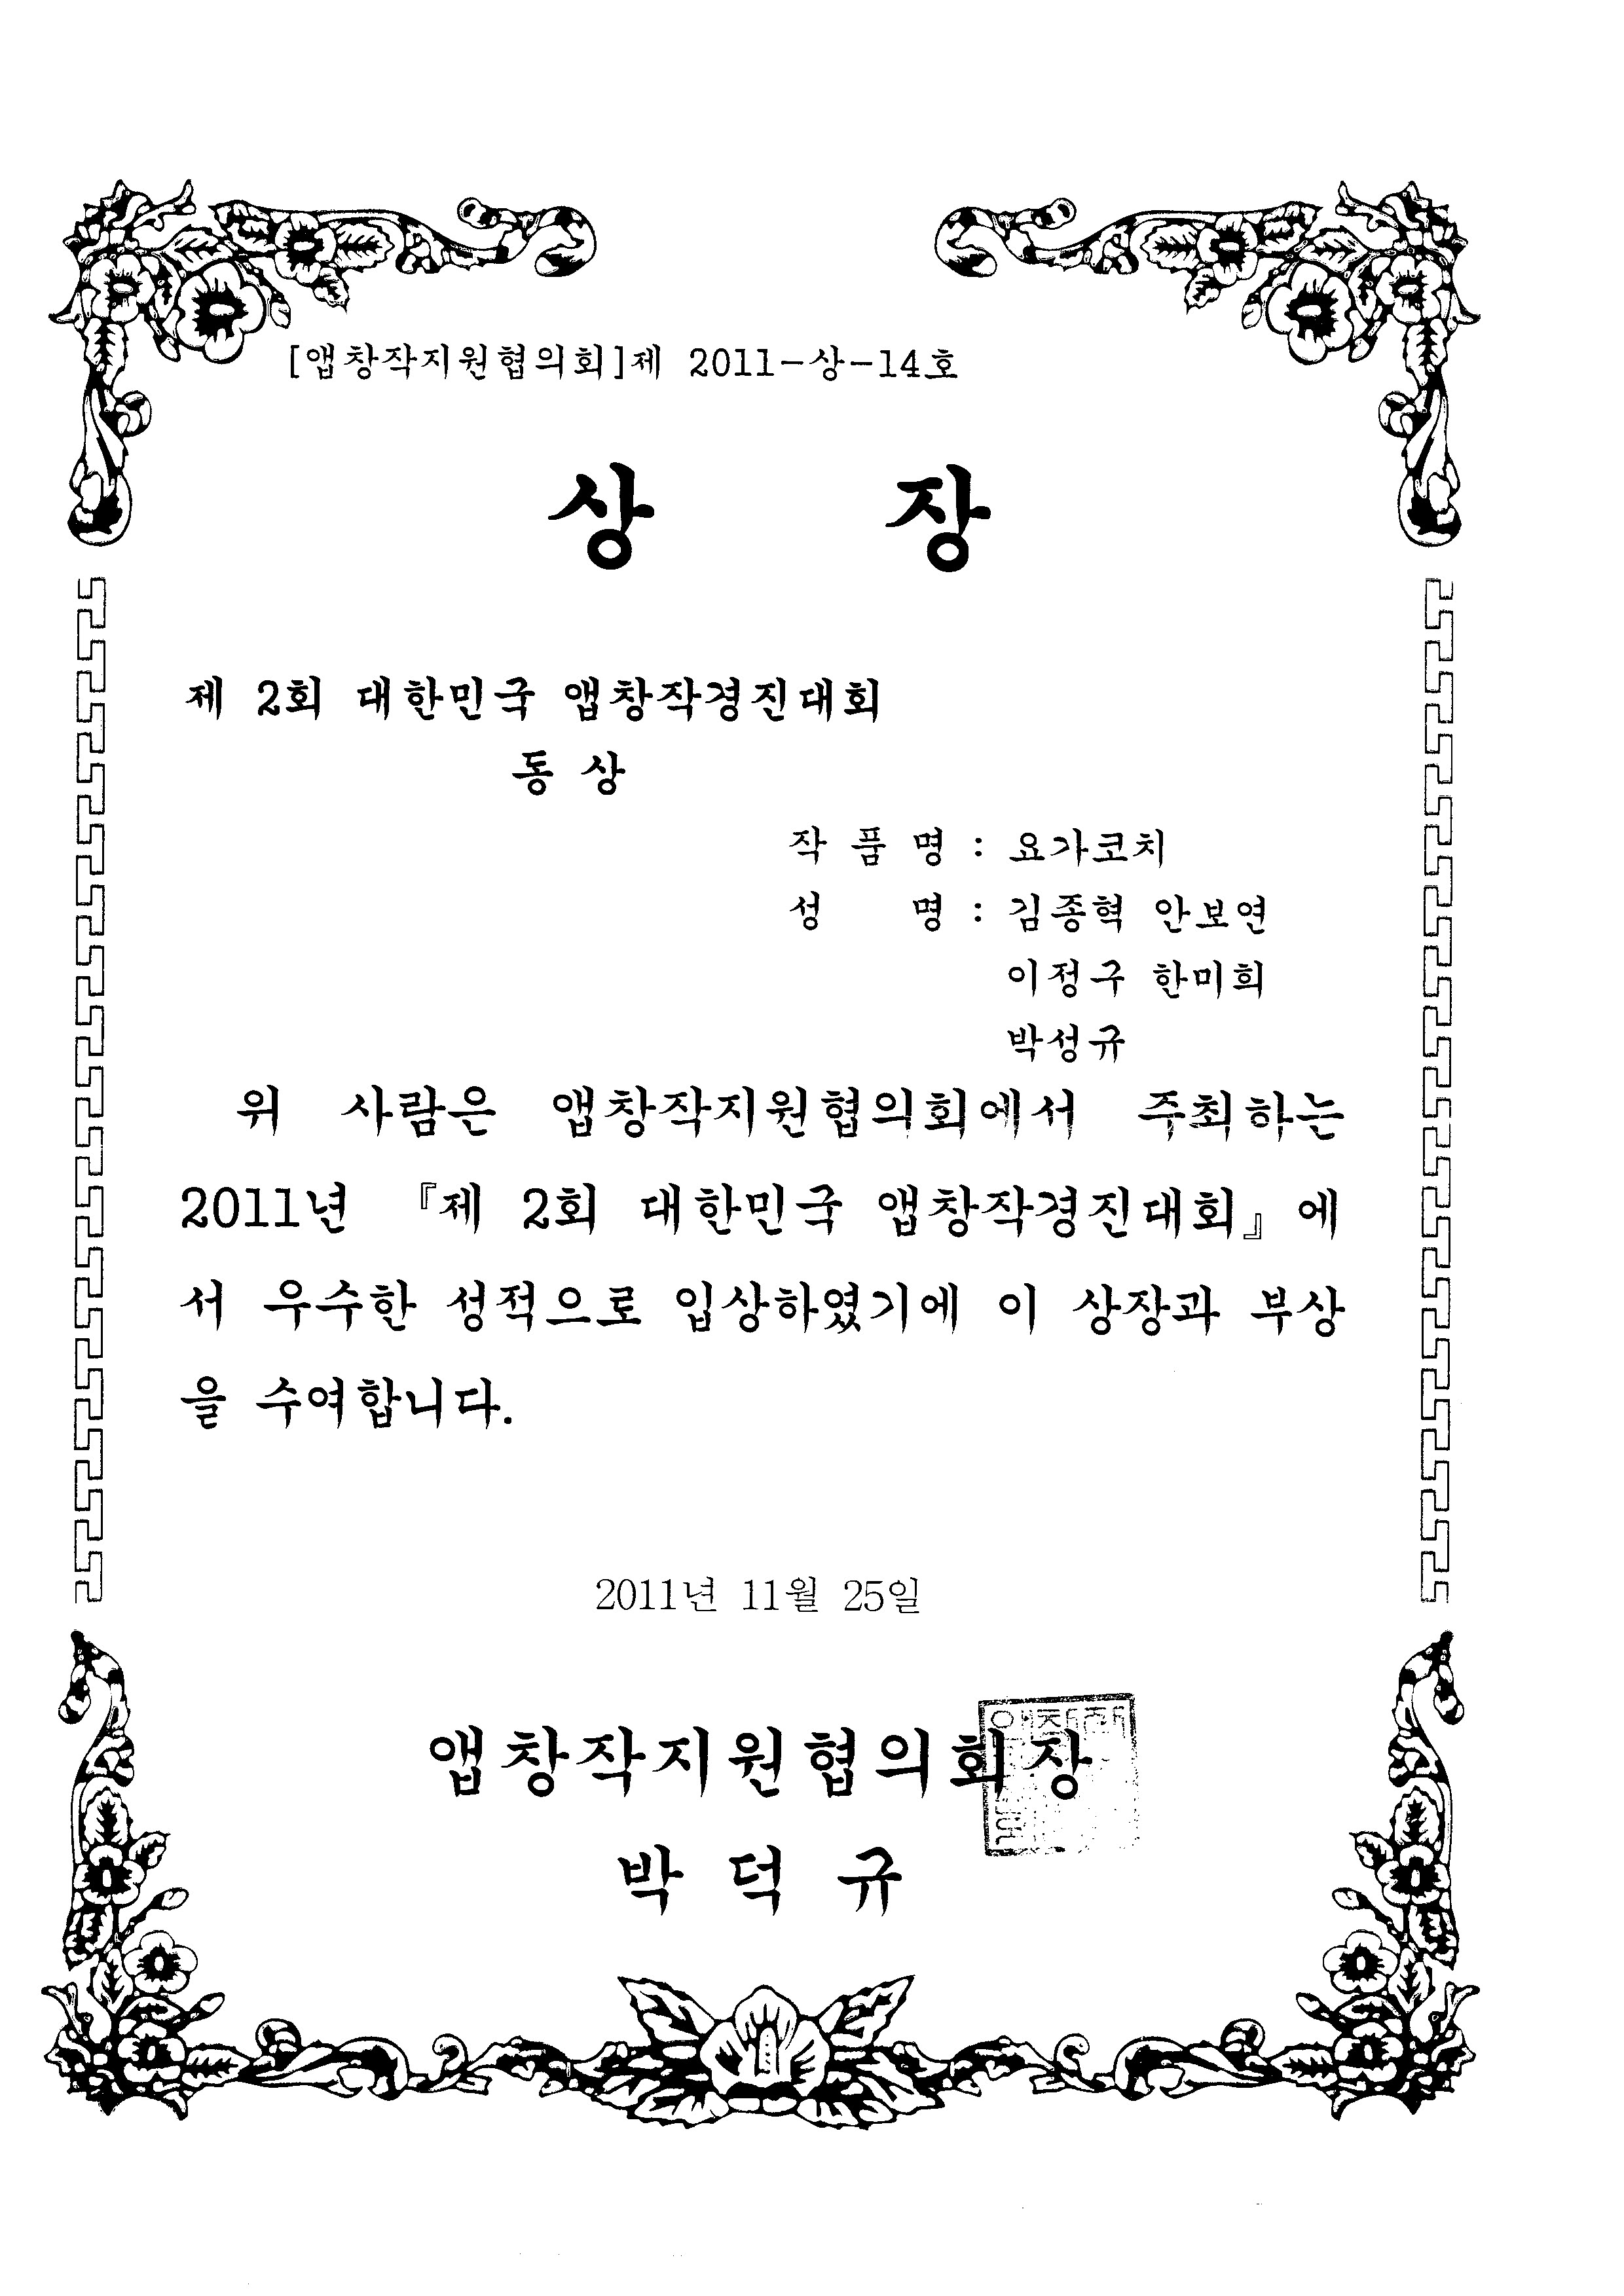 [앱창작지원협의회]제 2011-상-14호
상 장
제 2회 대한민국 앱창작경진대회
동 상
작 품 명 : 요가코치
성 명 : 김종혁 안보연
이정구 한미희
박성규
위 사람은 앱창작지원협의회에서 주최하는
2011년 『제 2회 대한민국 앱창작경진대회』에
서 우수한 성적으로 입상하였기에 이 상장과 부상
을 수여합니다.
2011년 11월 25일
앱창작지원협의회장
박 덕 규